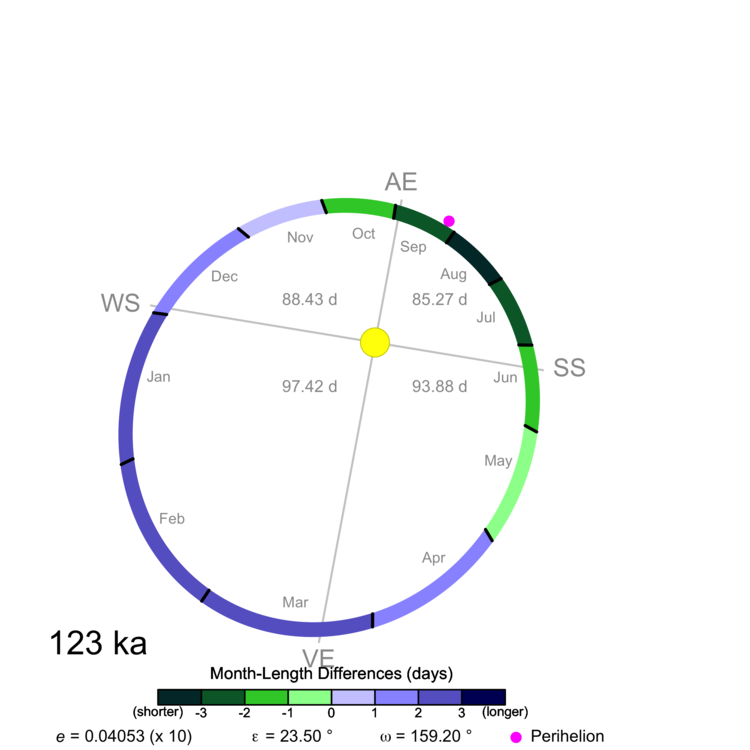 AE
Nov
Oct
Sep
Dec
Aug
WS
88.43 d
85.27 d
Jul
SS
Jan
97.42 d
93.88 d
Jun
May
Feb
Apr
Mar
123 ka
VE
Month-Length Differences (days)
(shorter) -3 -2 -1 0 1 2 3 (longer)
e = 0.04053 (x 10) ε = 23.50 ° ω = 159.20 ° Perihelion